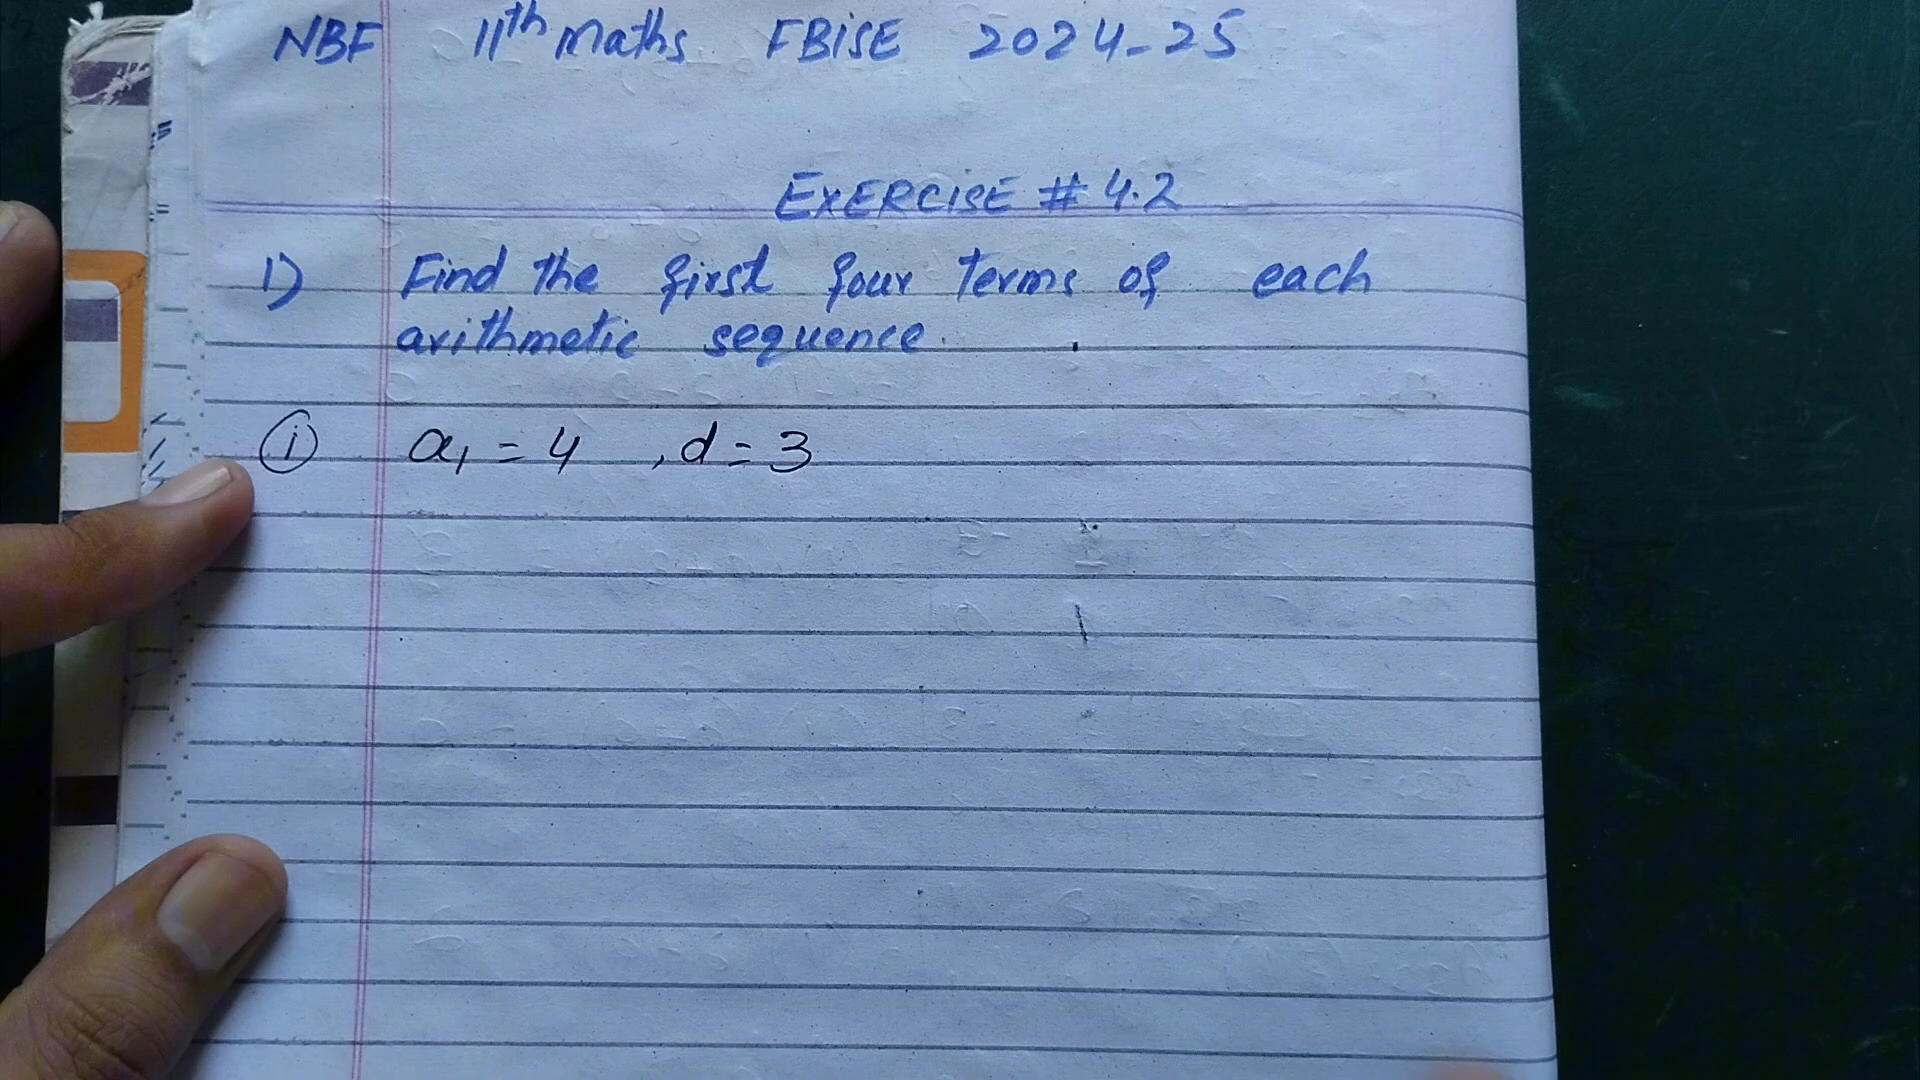 NBF 11th Maths FBiSE 2024-25
EXERCiSE # 4.2
1) Find the first four terms of each
arithmetic sequence.
(i) a₁ = 4 , d = 3